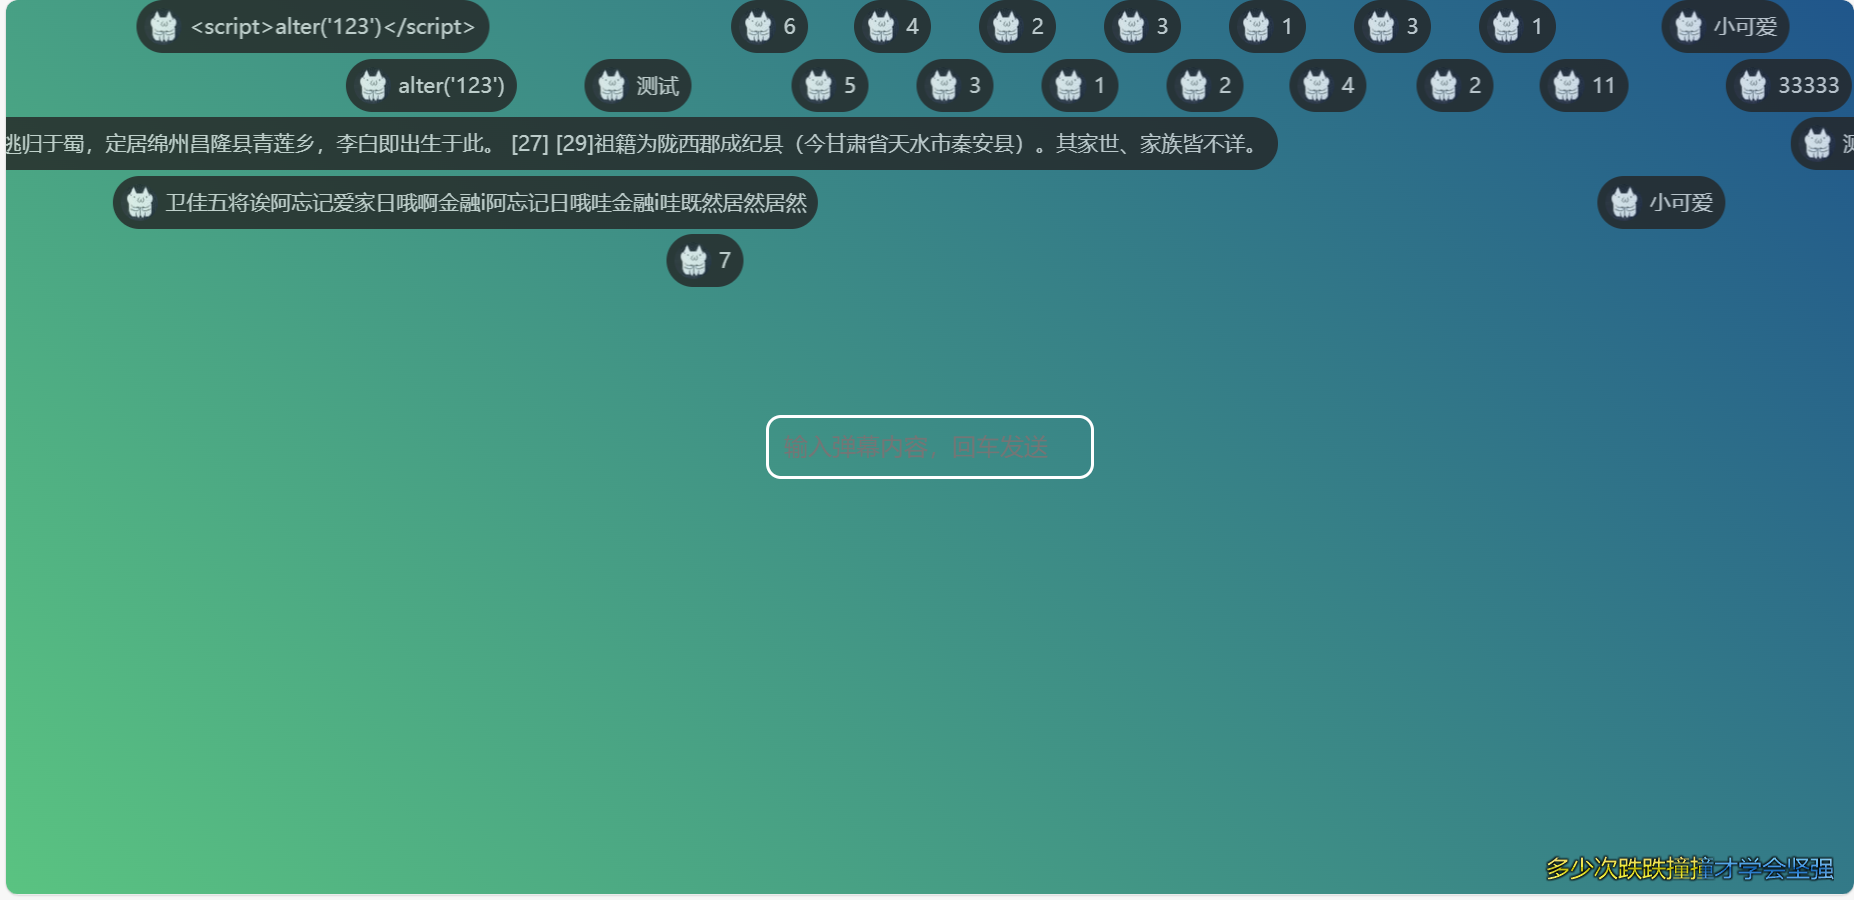 <script>alter('123')</script> 6 4 2 3 1 3 1 小可爱
alter('123') 测试 5 3 1 2 4 2 11 33333
逃归于蜀，定居绵州昌隆县青莲乡，李白即出生于此。 [27] [29]祖籍为陇西郡成纪县（今甘肃省天水市秦安县）。其家世、家族皆不详。
卫佳五将诶阿忘记爱家日哦啊金融i阿忘记日哦哇金融i哇既然居然居然 小可爱
7
输入弹幕内容，回车发送
多少次跌跌撞撞才学会坚强